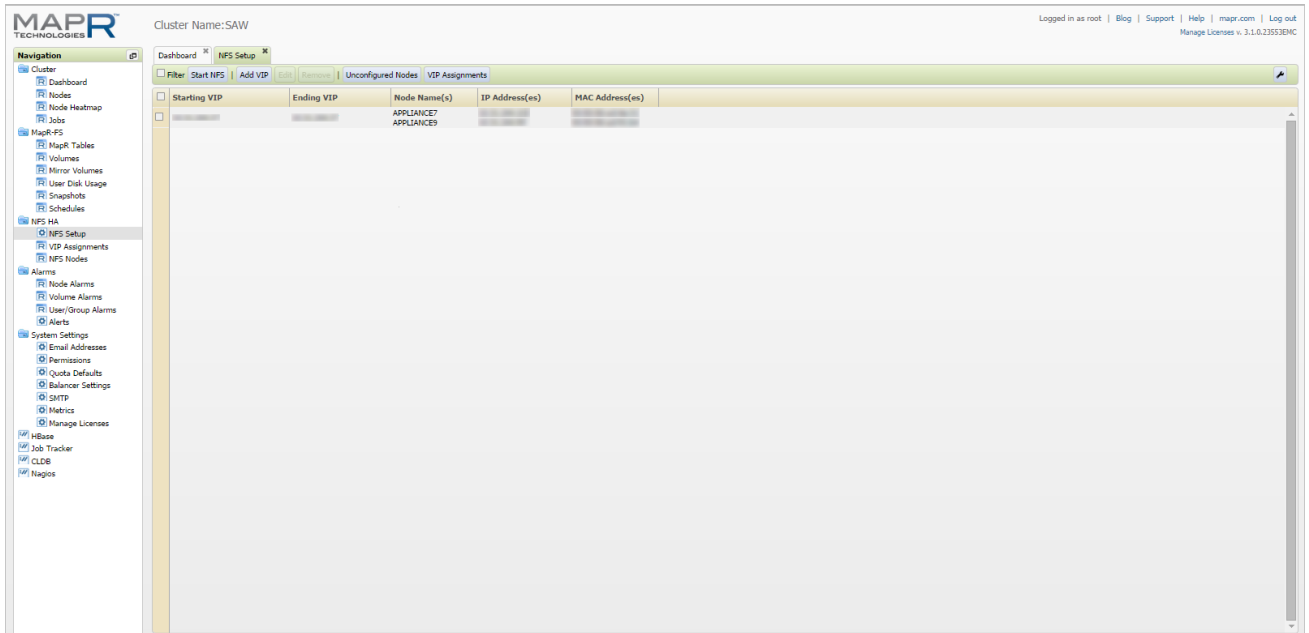 MAPR™
TECHNOLOGIES
Cluster Name:SAW
Logged in as root | Blog | Support | Help | mapr.com | Log out
Manage Licenses v. 3.1.0.23553EMC
Navigation
Cluster
Dashboard
Nodes
Node Heatmap
Jobs
MapR-FS
MapR Tables
Volumes
Mirror Volumes
User Disk Usage
Snapshots
Schedules
NFS HA
NFS Setup
VIP Assignments
NFS Nodes
Alarms
Node Alarms
Volume Alarms
User/Group Alarms
Alerts
System Settings
Email Addresses
Permissions
Quota Defaults
Balancer Settings
SMTP
Metrics
Manage Licenses
HBase
Job Tracker
CLDB
Nagios
Dashboard NFS Setup
Filter Start NFS | Add VIP Edit Remove | Unconfigured Nodes VIP Assignments
Starting VIP Ending VIP Node Name(s) IP Address(es) MAC Address(es)
APPLIANCE7
APPLIANCE9